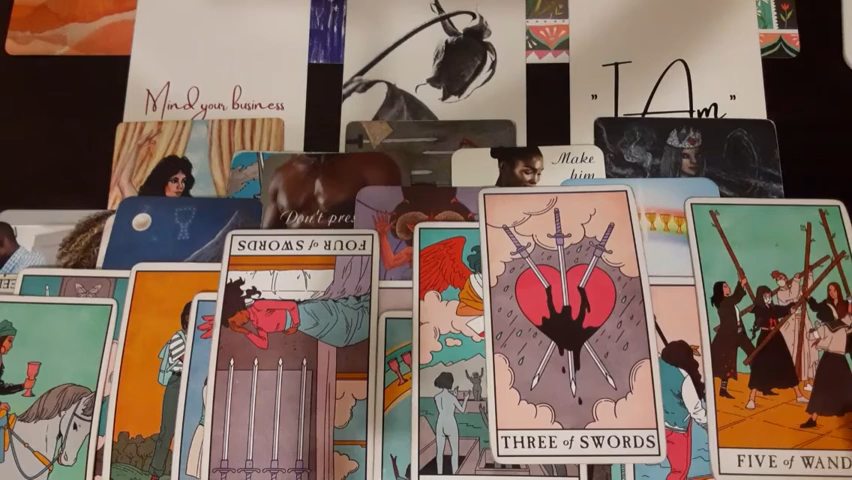 Mind your business
"I Am"
Make
him
Don't pres
FOUR of SWORDS
THREE of SWORDS
FIVE of WAND